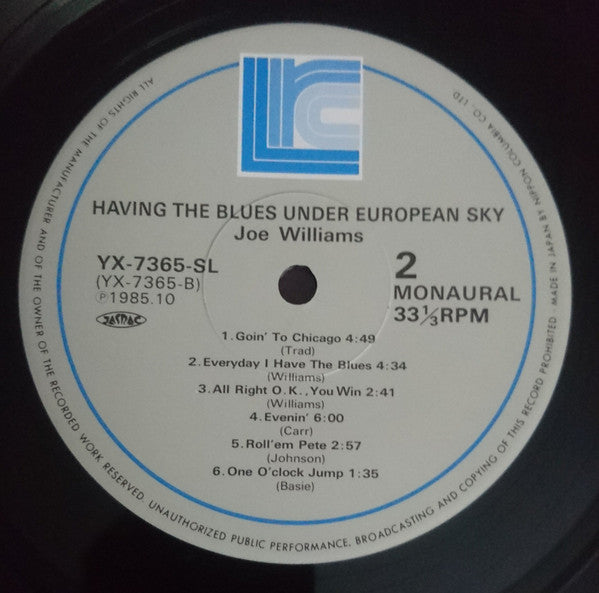 lrc
HAVING THE BLUES UNDER EUROPEAN SKY
Joe Williams
YX-7365-SL
(YX-7365-B)
℗1985.10
JASRAC
2
MONAURAL
33⅓RPM
1.Goin' To Chicago 4:49
(Trad)
2.Everyday I Have The Blues 4:34
(Williams)
3.All Right O.K.,You Win 2:41
(Williams)
4.Evenin' 6:00
(Carr)
5.Roll'em Pete 2:57
(Johnson)
6.One O'clock Jump 1:35
(Basie)
ALL RIGHTS OF THE MANUFACTURER AND OF THE OWNER OF THE RECORDED WORK RESERVED. UNAUTHORIZED PUBLIC PERFORMANCE, BROADCASTING AND COPYING OF THIS RECORD PROHIBITED MADE IN JAPAN BY NIPPON COLUMBIA CO., LTD.